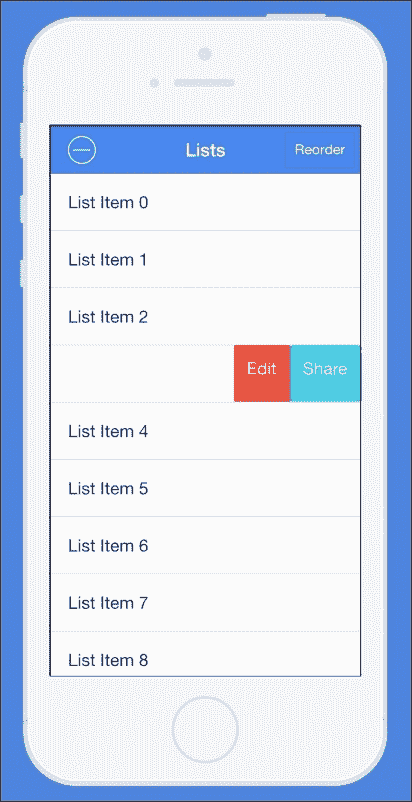 Lists
Reorder
List Item 0
List Item 1
List Item 2
Edit Share
List Item 4
List Item 5
List Item 6
List Item 7
List Item 8